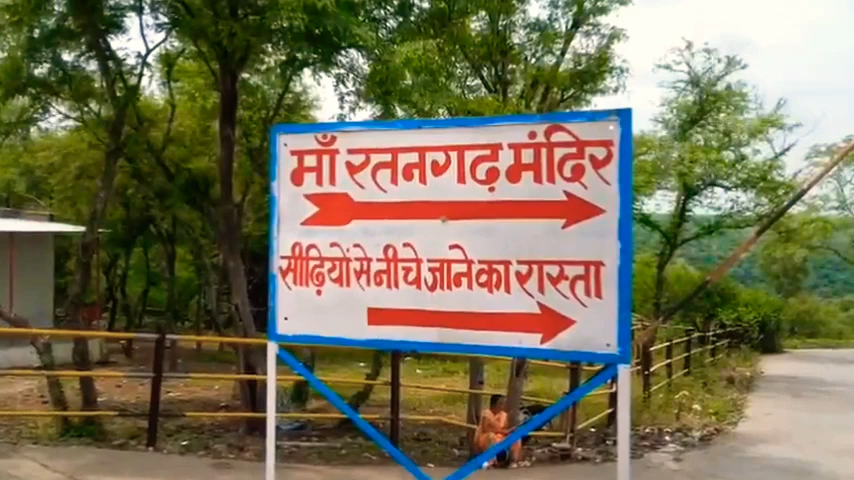 माँ रतनगढ़ मंदिर
सीढ़ियों से नीचे जाने का रास्ता